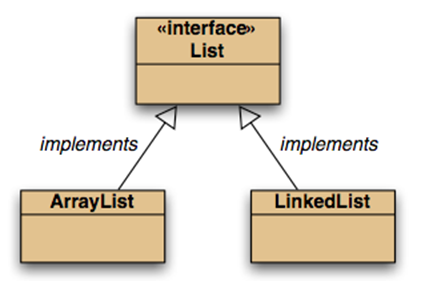 «interface»
List
implements
implements
ArrayList
LinkedList